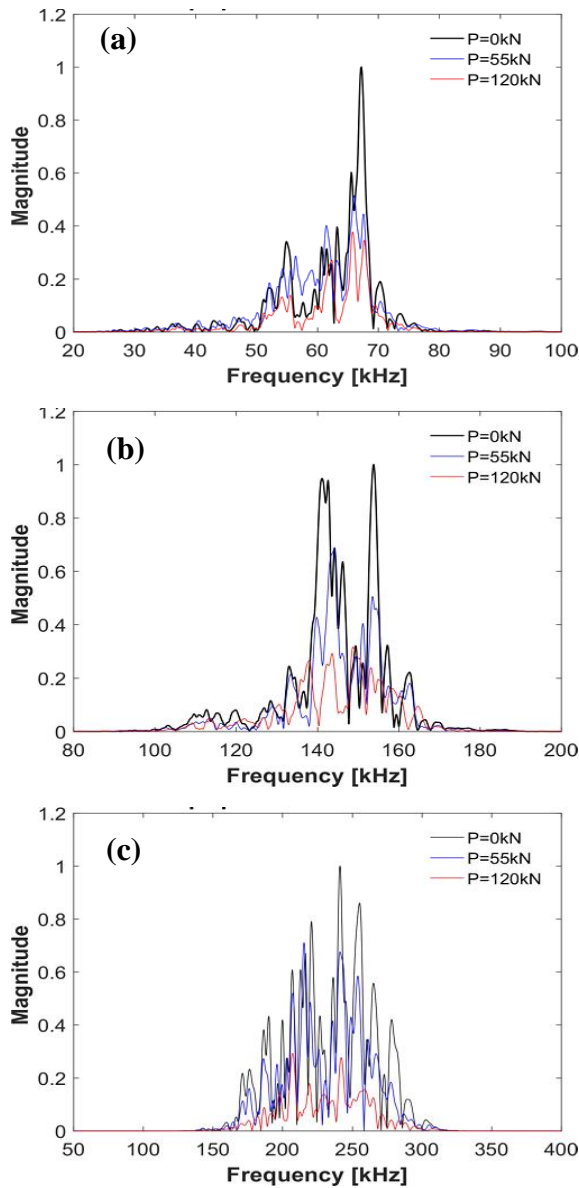 (a)
P=0kN
P=55kN
P=120kN
1.2
1
0.8
0.6
0.4
0.2
0
Magnitude
20 30 40 50 60 70 80 90 100
Frequency [kHz]
(b)
P=0kN
P=55kN
P=120kN
1.2
1
0.8
0.6
0.4
0.2
0
Magnitude
80 100 120 140 160 180 200
Frequency [kHz]
(c)
P=0kN
P=55kN
P=120kN
1.2
1
0.8
0.6
0.4
0.2
0
Magnitude
50 100 150 200 250 300 350 400
Frequency [kHz]